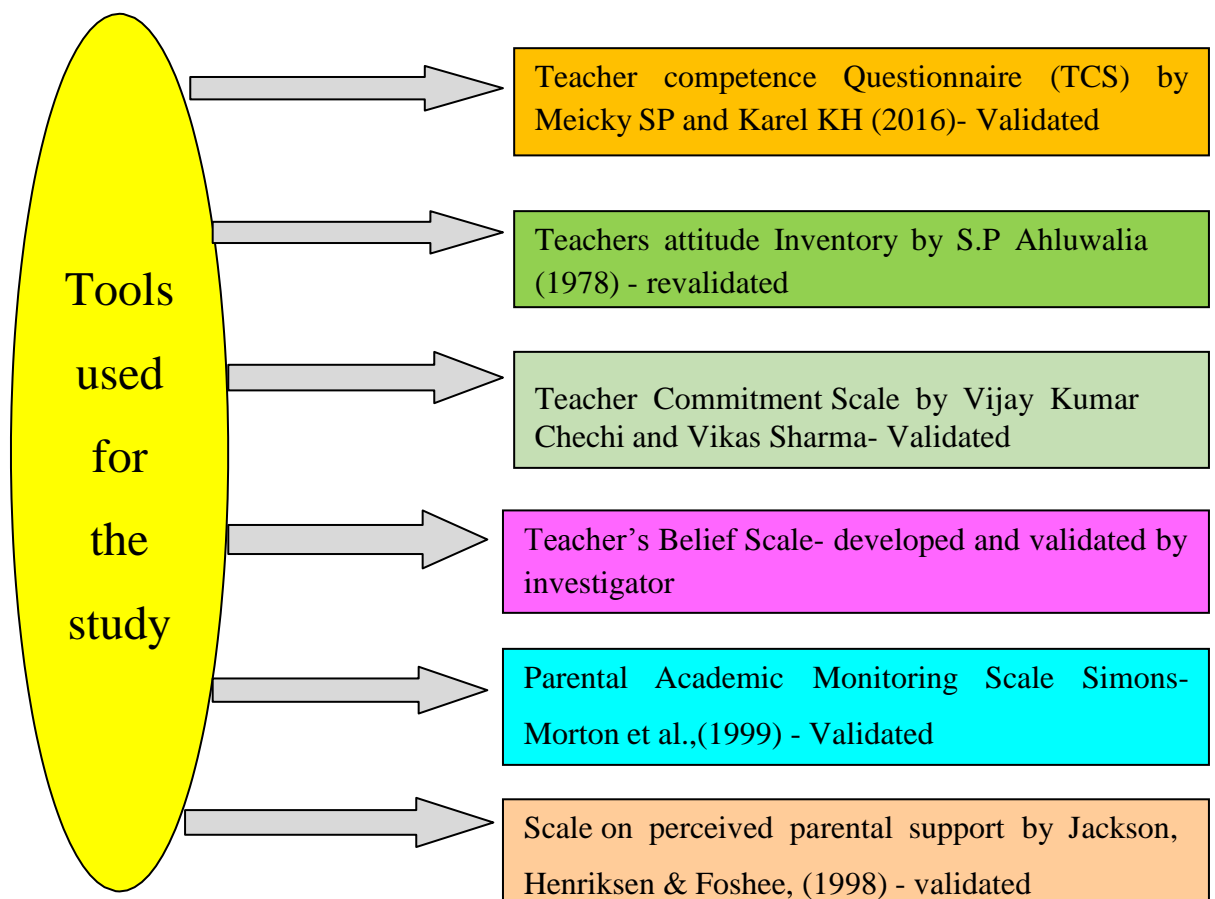 Tools
used
for
the
study
Teacher competence Questionnaire (TCS) by
Meicky SP and Karel KH (2016)- Validated
Teachers attitude Inventory by S.P Ahluwalia
(1978) - revalidated
Teacher Commitment Scale by Vijay Kumar
Chechi and Vikas Sharma- Validated
Teacher’s Belief Scale- developed and validated by
investigator
Parental Academic Monitoring Scale Simons-
Morton et al.,(1999) - Validated
Scale on perceived parental support by Jackson,
Henriksen & Foshee, (1998) - validated